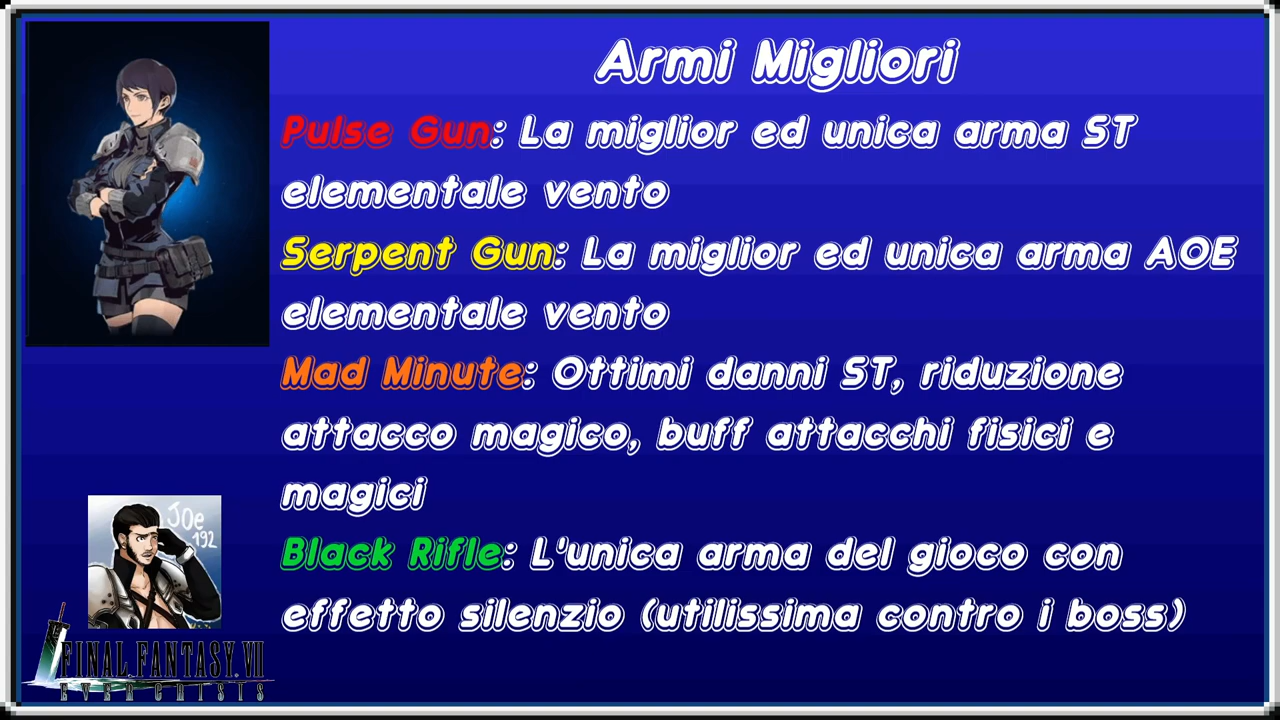 Armi Migliori
Pulse Gun: La miglior ed unica arma ST
elementale vento
Serpent Gun: La miglior ed unica arma AOE
elementale vento
Mad Minute: Ottimi danni ST, riduzione
attacco magico, buff attacchi fisici e
magici
Black Rifle: L'unica arma del gioco con
effetto silenzio (utilissima contro i boss)
JOe
192
FINAL FANTASY VII
EVER CRISIS